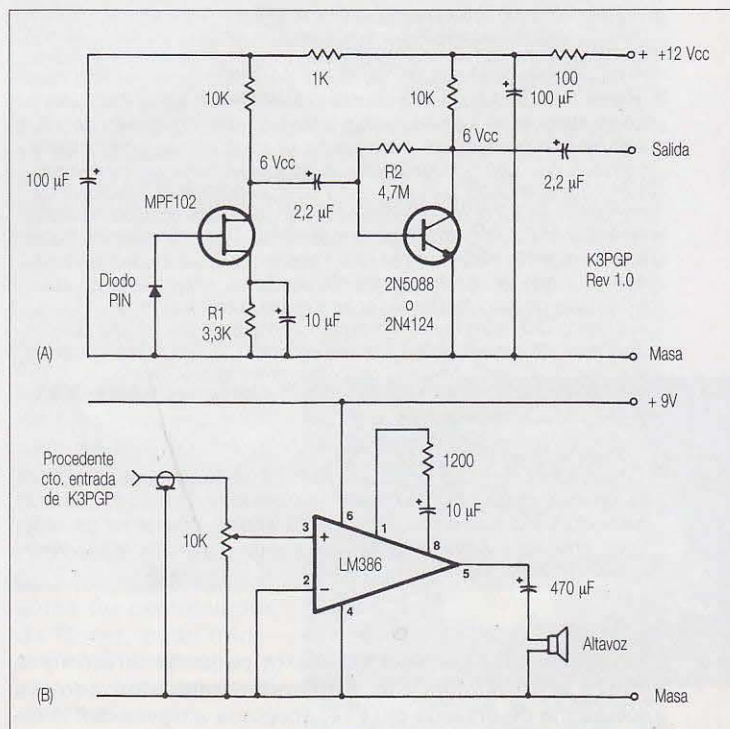 + +12 Vcc
1K
100
10K
10K
100 µF
6 Vcc
6 Vcc
Salida
100 µF
R2
4,7M
MPF102
2,2 µF
2,2 µF
Diodo
PIN
K3PGP
Rev 1.0
2N5088
o
2N4124
R1
3,3K
10 µF
(A)
Masa
+ 9V
Procedente
cto. entrada
de K3PGP
1200
10 µF
10K
3
+
6
1
LM386
8
2
−
4
5
470 µF
Altavoz
(B)
Masa